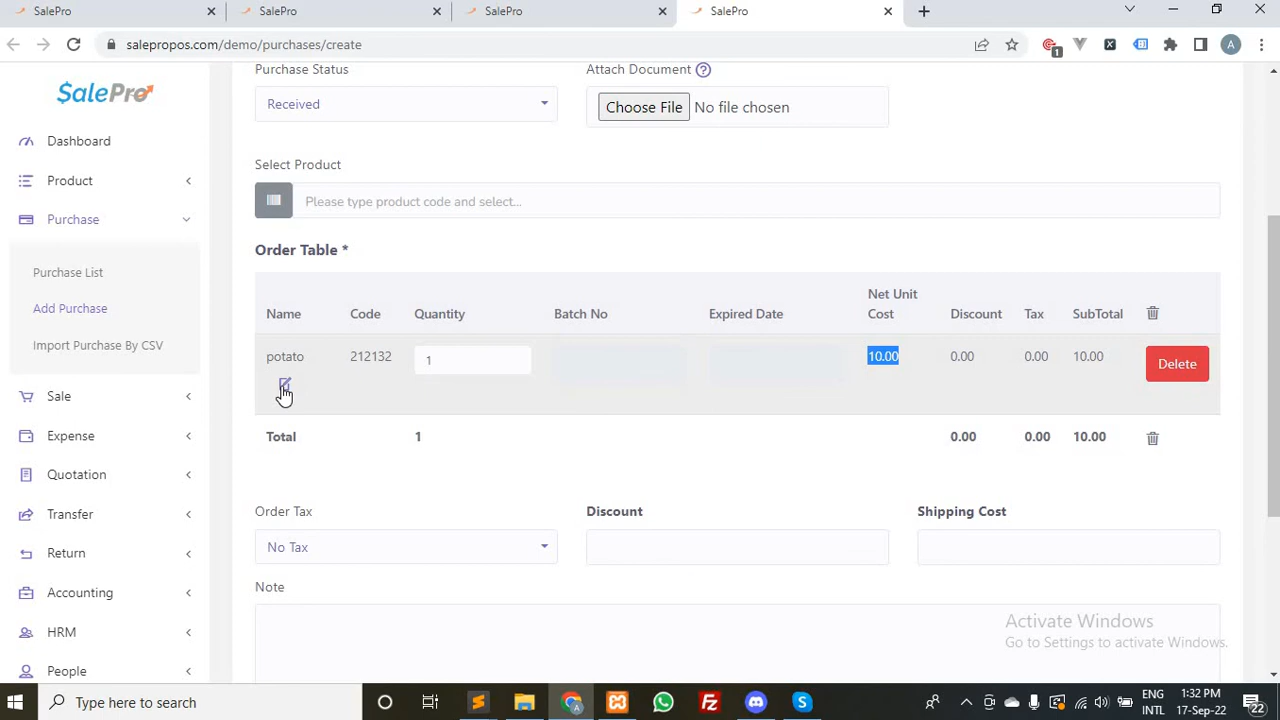 SalePro
SalePro
SalePro
SalePro
salepropos.com/demo/purchases/create
1
A
SalePro
Dashboard
Product
Purchase
Purchase List
Add Purchase
Import Purchase By CSV
Sale
Expense
Quotation
Transfer
Return
Accounting
HRM
People
Purchase Status
Attach Document ?
Received
Choose File No file chosen
Select Product
Please type product code and select...
Order Table *
Name Code Quantity Batch No Expired Date Net Unit Cost Discount Tax SubTotal
potato 212132 1 10.00 0.00 0.00 10.00 Delete
Total 1 0.00 0.00 10.00
Order Tax Discount Shipping Cost
No Tax
Note
Activate Windows
Go to Settings to activate Windows.
Type here to search
ENG
INTL
1:32 PM
17-Sep-22
22